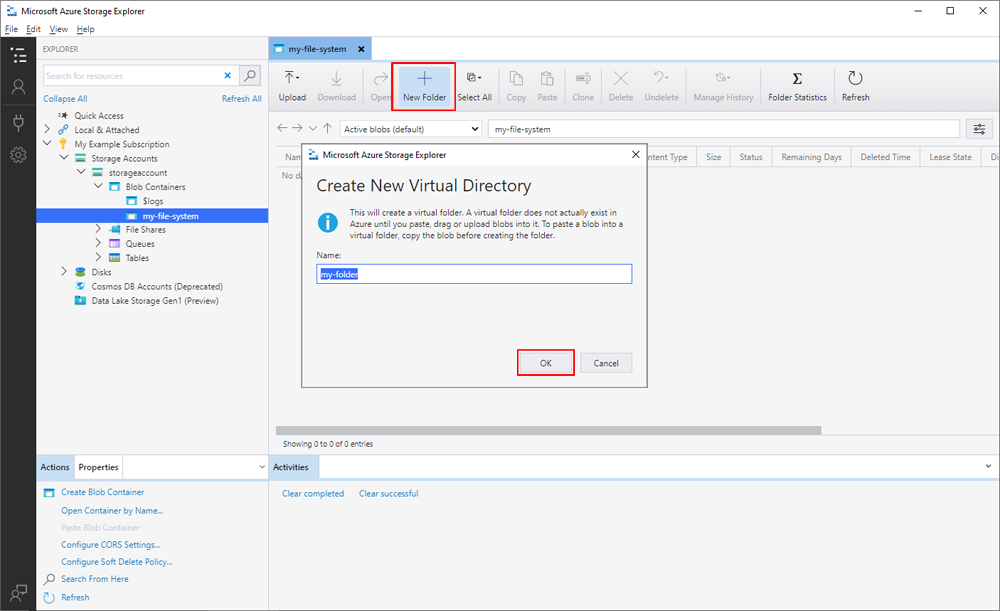 Microsoft Azure Storage Explorer
File Edit View Help
EXPLORER
Search for resources
Collapse All Refresh All
Quick Access
Local & Attached
My Example Subscription
Storage Accounts
storageaccount
Blob Containers
$logs
my-file-system
File Shares
Queues
Tables
Disks
Cosmos DB Accounts (Deprecated)
Data Lake Storage Gen1 (Preview)
Actions Properties
Create Blob Container
Open Container by Name...
Paste Blob Container
Configure CORS Settings...
Configure Soft Delete Policy...
Search From Here
Refresh
my-file-system
Upload Download Open New Folder Select All Copy Paste Clone Delete Undelete Manage History Folder Statistics Refresh
Active blobs (default) my-file-system
Nam ntent Type Size Status Remaining Days Deleted Time Lease State Di
No da
Microsoft Azure Storage Explorer
Create New Virtual Directory
This will create a virtual folder. A virtual folder does not actually exist in
Azure until you paste, drag or upload blobs into it. To paste a blob into a
virtual folder, copy the blob before creating the folder.
Name:
my-folder
OK Cancel
Showing 0 to 0 of 0 entries
Activities
Clear completed Clear successful